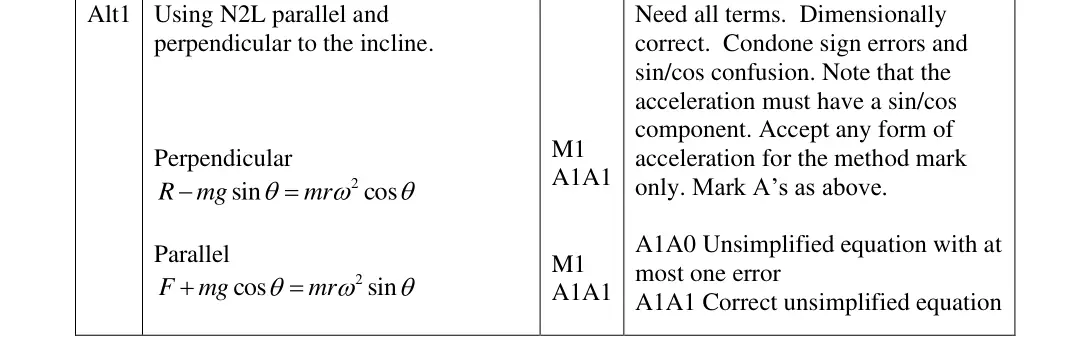 Alt1
Using N2L parallel and
perpendicular to the incline.
Perpendicular
R − mg sin θ = mrω² cos θ
Parallel
F + mg cos θ = mrω² sin θ
M1
A1A1
M1
A1A1
Need all terms.  Dimensionally
correct.  Condone sign errors and
sin/cos confusion. Note that the
acceleration must have a sin/cos
component. Accept any form of
acceleration for the method mark
only. Mark A’s as above.
A1A0 Unsimplified equation with at
most one error
A1A1 Correct unsimplified equation